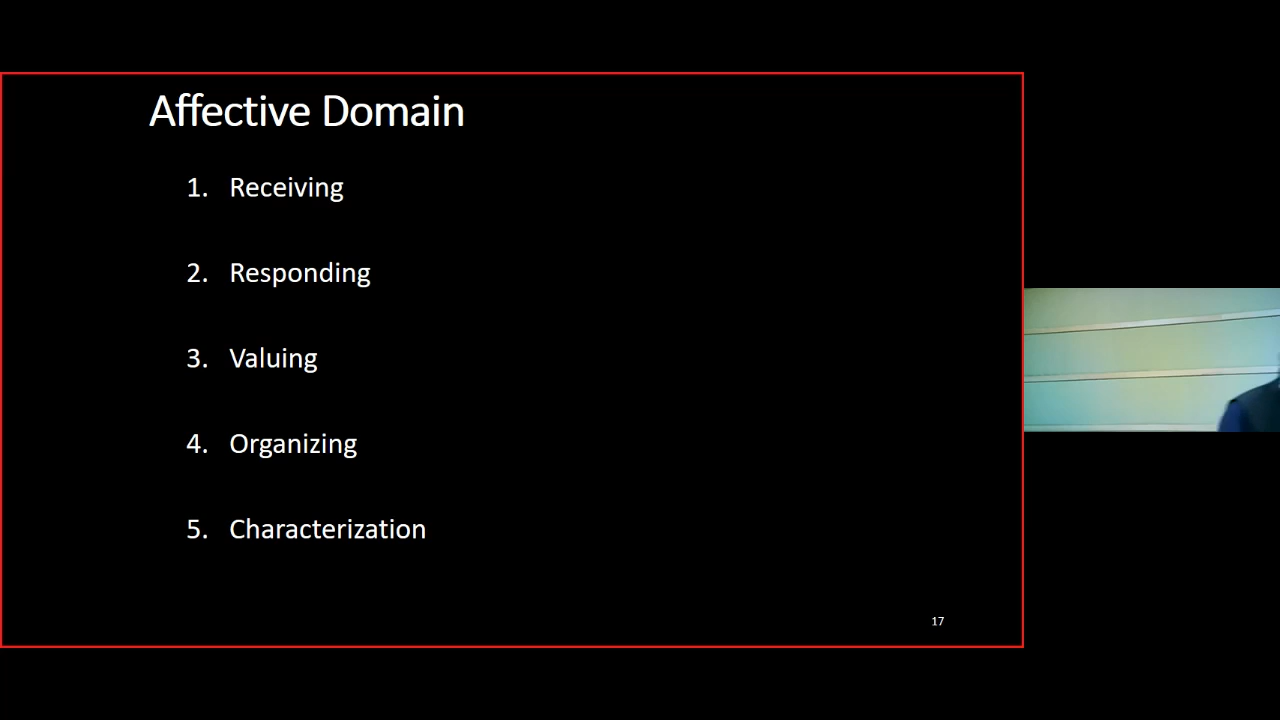 Affective Domain
1. Receiving
2. Responding
3. Valuing
4. Organizing
5. Characterization
17